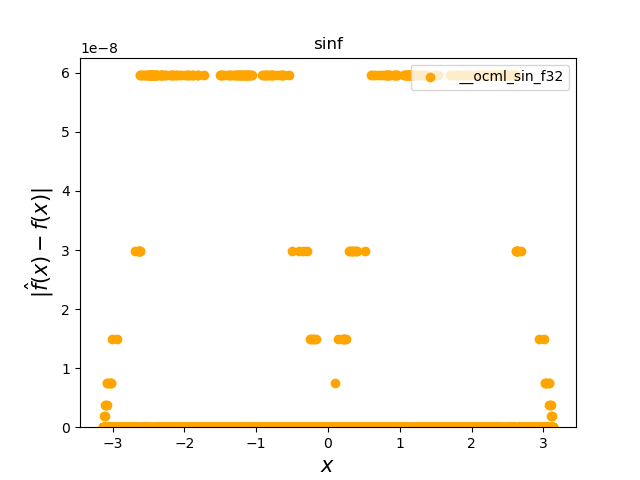 sinf
1e−8
__ocml_sin_f32
6
5
4
3
2
1
0
|f̂(x) − f(x)|
−3
−2
−1
0
1
2
3
x